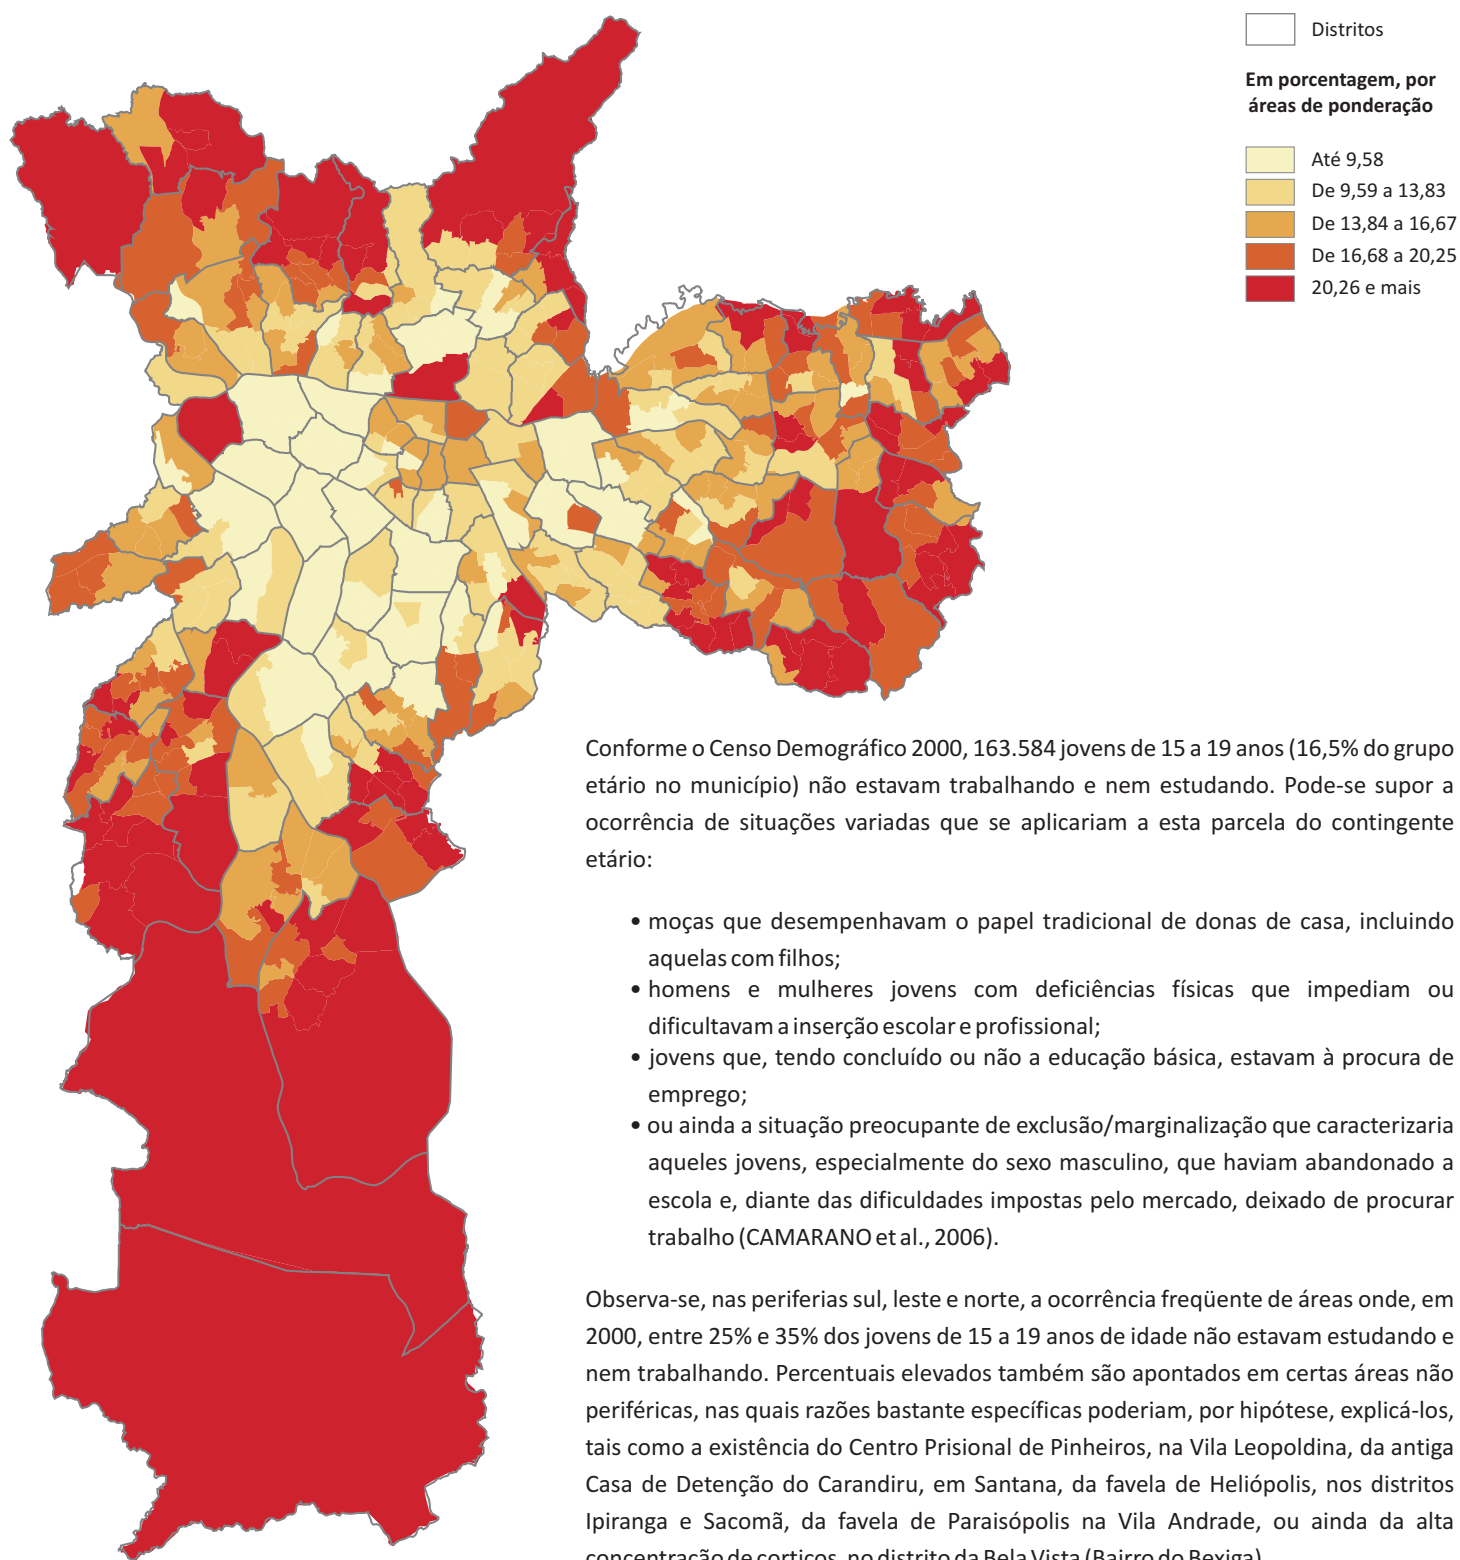 Distritos
Em porcentagem, por
áreas de ponderação
Até 9,58
De 9,59 a 13,83
De 13,84 a 16,67
De 16,68 a 20,25
20,26 e mais
Conforme o Censo Demográfico 2000, 163.584 jovens de 15 a 19 anos (16,5% do grupo
etário no município) não estavam trabalhando e nem estudando. Pode-se supor a
ocorrência de situações variadas que se aplicariam a esta parcela do contingente
etário:
• moças que desempenhavam o papel tradicional de donas de casa, incluindo
aquelas com filhos;
• homens e mulheres jovens com deficiências físicas que impediam ou
dificultavam a inserção escolar e profissional;
• jovens que, tendo concluído ou não a educação básica, estavam à procura de
emprego;
• ou ainda a situação preocupante de exclusão/marginalização que caracterizaria
aqueles jovens, especialmente do sexo masculino, que haviam abandonado a
escola e, diante das dificuldades impostas pelo mercado, deixado de procurar
trabalho (CAMARANO et al., 2006).
Observa-se, nas periferias sul, leste e norte, a ocorrência freqüente de áreas onde, em
2000, entre 25% e 35% dos jovens de 15 a 19 anos de idade não estavam estudando e
nem trabalhando. Percentuais elevados também são apontados em certas áreas não
periféricas, nas quais razões bastante específicas poderiam, por hipótese, explicá-los,
tais como a existência do Centro Prisional de Pinheiros, na Vila Leopoldina, da antiga
Casa de Detenção do Carandiru, em Santana, da favela de Heliópolis, nos distritos
Ipiranga e Sacomã, da favela de Paraisópolis na Vila Andrade, ou ainda da alta
concentração de cortiços, no distrito da Bela Vista (Bairro do Bexiga).